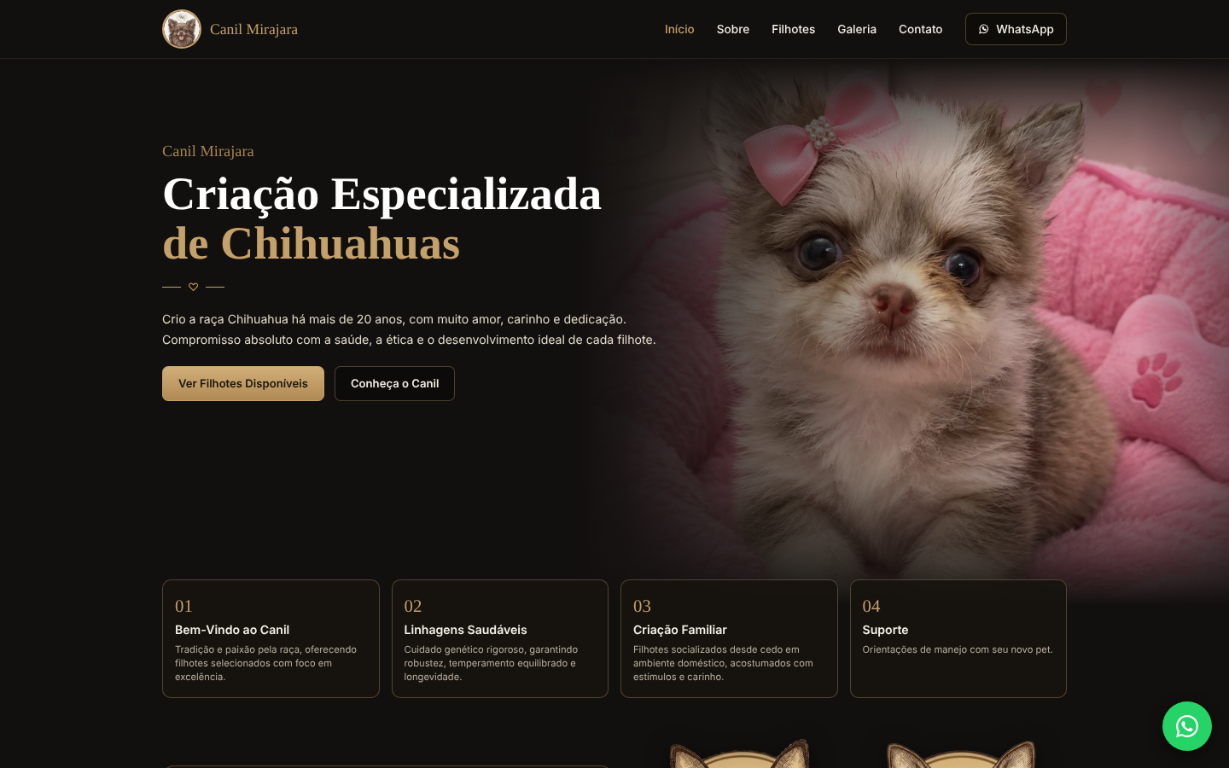 Canil Mirajara
Início
Sobre
Filhotes
Galeria
Contato
WhatsApp
Canil Mirajara
Criação Especializada
de Chihuahuas
Crio a raça Chihuahua há mais de 20 anos, com muito amor, carinho e dedicação.
Compromisso absoluto com a saúde, a ética e o desenvolvimento ideal de cada filhote.
Ver Filhotes Disponíveis
Conheça o Canil
01
Bem-Vindo ao Canil
Tradição e paixão pela raça, oferecendo
filhotes selecionados com foco em
excelência.
02
Linhagens Saudáveis
Cuidado genético rigoroso, garantindo
robustez, temperamento equilibrado e
longevidade.
03
Criação Familiar
Filhotes socializados desde cedo em
ambiente doméstico, acostumados com
estímulos e carinho.
04
Suporte
Orientações de manejo com seu novo pet.